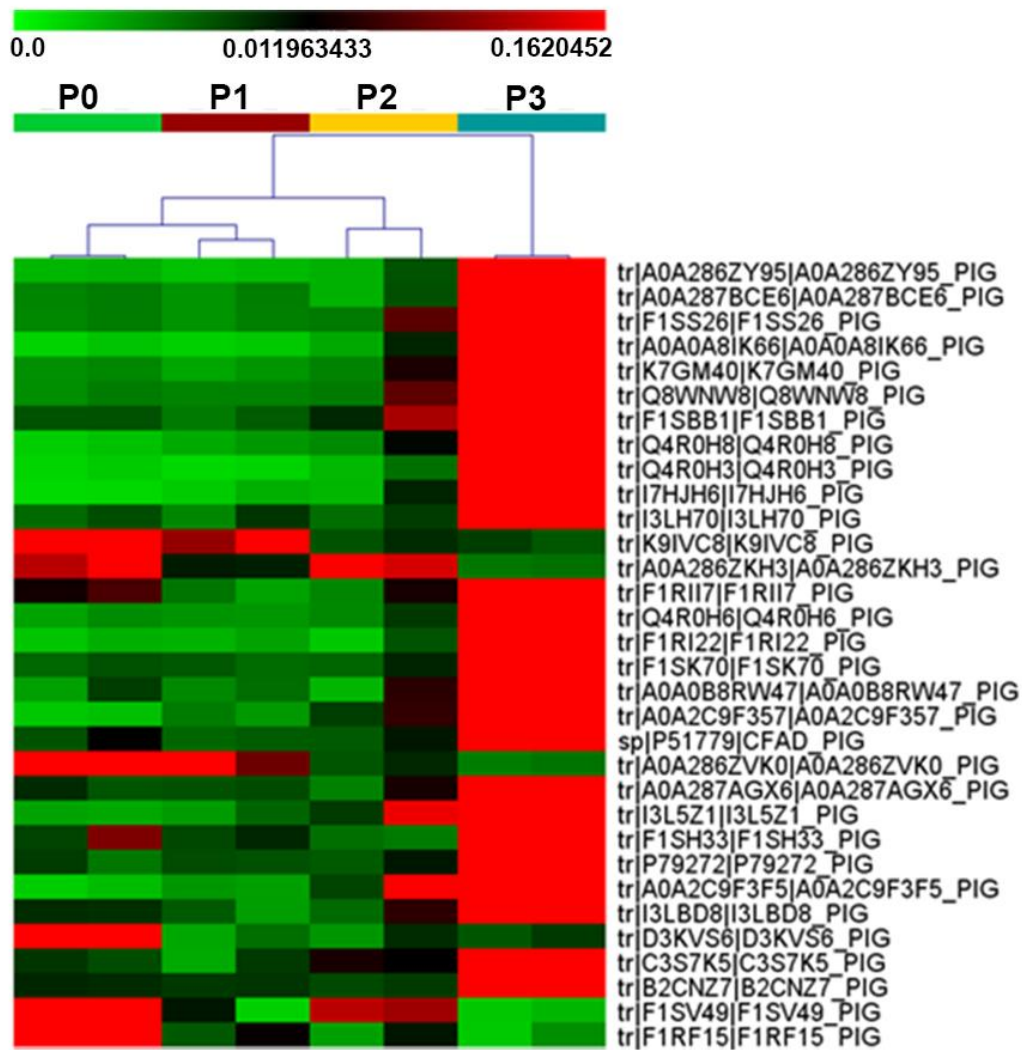 0.0 0.011963433 0.1620452
P0 P1 P2 P3
tr|A0A286ZY95|A0A286ZY95_PIG
tr|A0A287BCE6|A0A287BCE6_PIG
tr|F1SS26|F1SS26_PIG
tr|A0A0A8IK66|A0A0A8IK66_PIG
tr|K7GM40|K7GM40_PIG
tr|Q8WNW8|Q8WNW8_PIG
tr|F1SBB1|F1SBB1_PIG
tr|Q4R0H8|Q4R0H8_PIG
tr|Q4R0H3|Q4R0H3_PIG
tr|I7HJH6|I7HJH6_PIG
tr|I3LH70|I3LH70_PIG
tr|K9IVC8|K9IVC8_PIG
tr|A0A286ZKH3|A0A286ZKH3_PIG
tr|F1RII7|F1RII7_PIG
tr|Q4R0H6|Q4R0H6_PIG
tr|F1RI22|F1RI22_PIG
tr|F1SK70|F1SK70_PIG
tr|A0A0B8RW47|A0A0B8RW47_PIG
tr|A0A2C9F357|A0A2C9F357_PIG
sp|P51779|CFAD_PIG
tr|A0A286ZVK0|A0A286ZVK0_PIG
tr|A0A287AGX6|A0A287AGX6_PIG
tr|I3L5Z1|I3L5Z1_PIG
tr|F1SH33|F1SH33_PIG
tr|P79272|P79272_PIG
tr|A0A2C9F3F5|A0A2C9F3F5_PIG
tr|I3LBD8|I3LBD8_PIG
tr|D3KVS6|D3KVS6_PIG
tr|C3S7K5|C3S7K5_PIG
tr|B2CNZ7|B2CNZ7_PIG
tr|F1SV49|F1SV49_PIG
tr|F1RF15|F1RF15_PIG